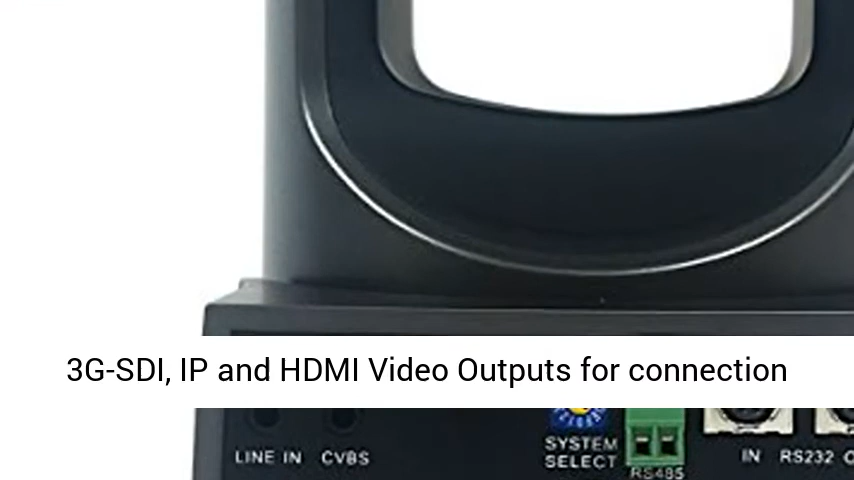 3G-SDI, IP and HDMI Video Outputs for connection
LINE IN CVBS SYSTEM SELECT RS485 IN RS232